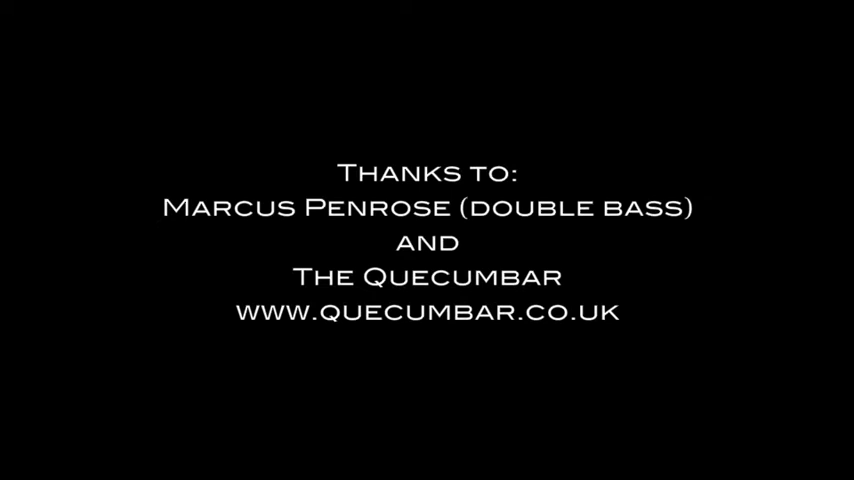 Thanks to:
Marcus Penrose (double bass)
and
The Quecumbar
www.quecumbar.co.uk